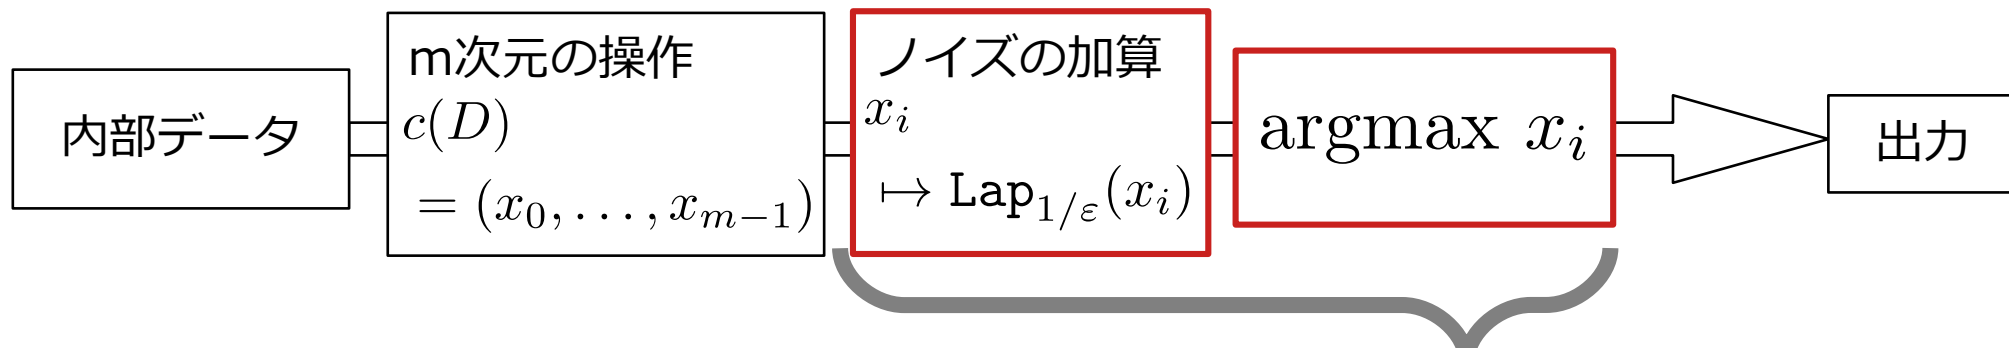 内部データ
m次元の操作
c(D)
= (x_0, . . . , x_{m−1})
ノイズの加算
x_i
↦ Lap_{1/ε}(x_i)
argmax x_i
出力